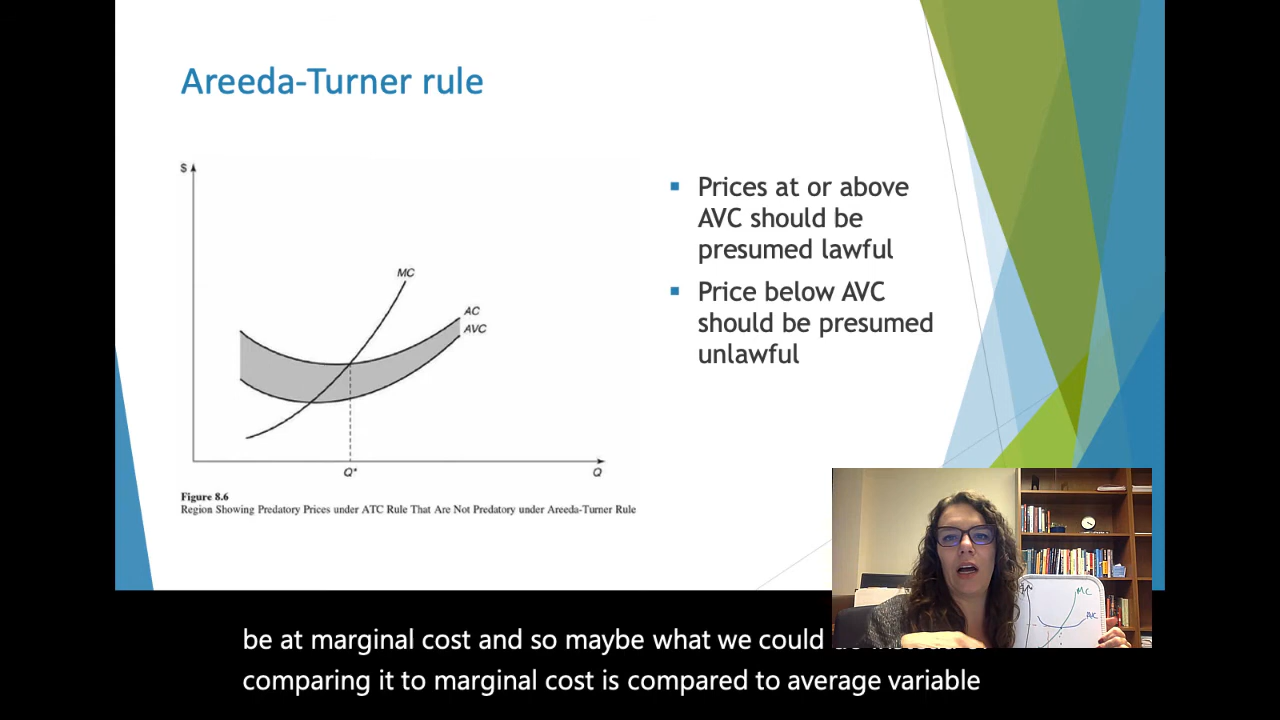 Areeda-Turner rule
$
MC
AC
AVC
Q*
Q
Figure 8.6
Region Showing Predatory Prices under ATC Rule That Are Not Predatory under Areeda-Turner Rule
▪ Prices at or above
AVC should be
presumed lawful
▪ Price below AVC
should be presumed
unlawful
MC
AVC
be at marginal cost and so maybe what we could
comparing it to marginal cost is compared to average variable